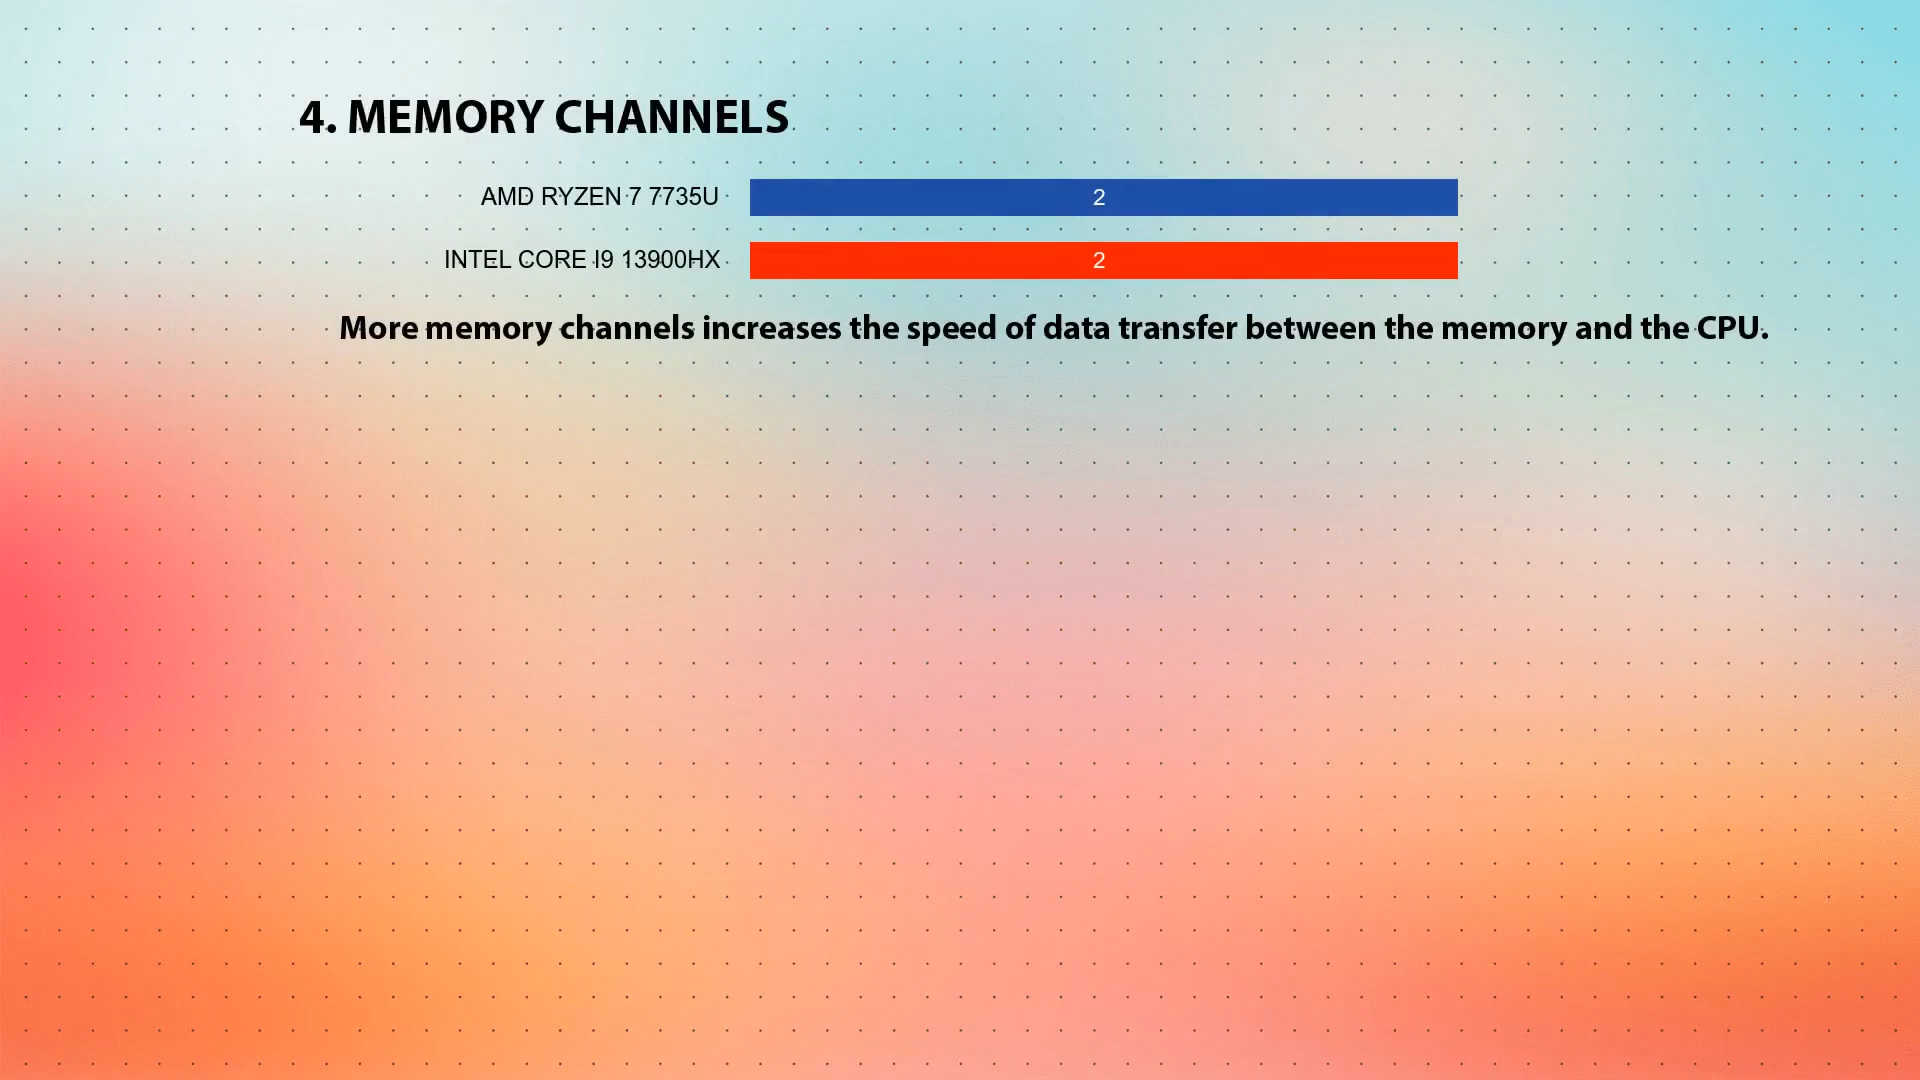 4. MEMORY CHANNELS
AMD RYZEN 7 7735U 2
INTEL CORE I9 13900HX 2
More memory channels increases the speed of data transfer between the memory and the CPU.